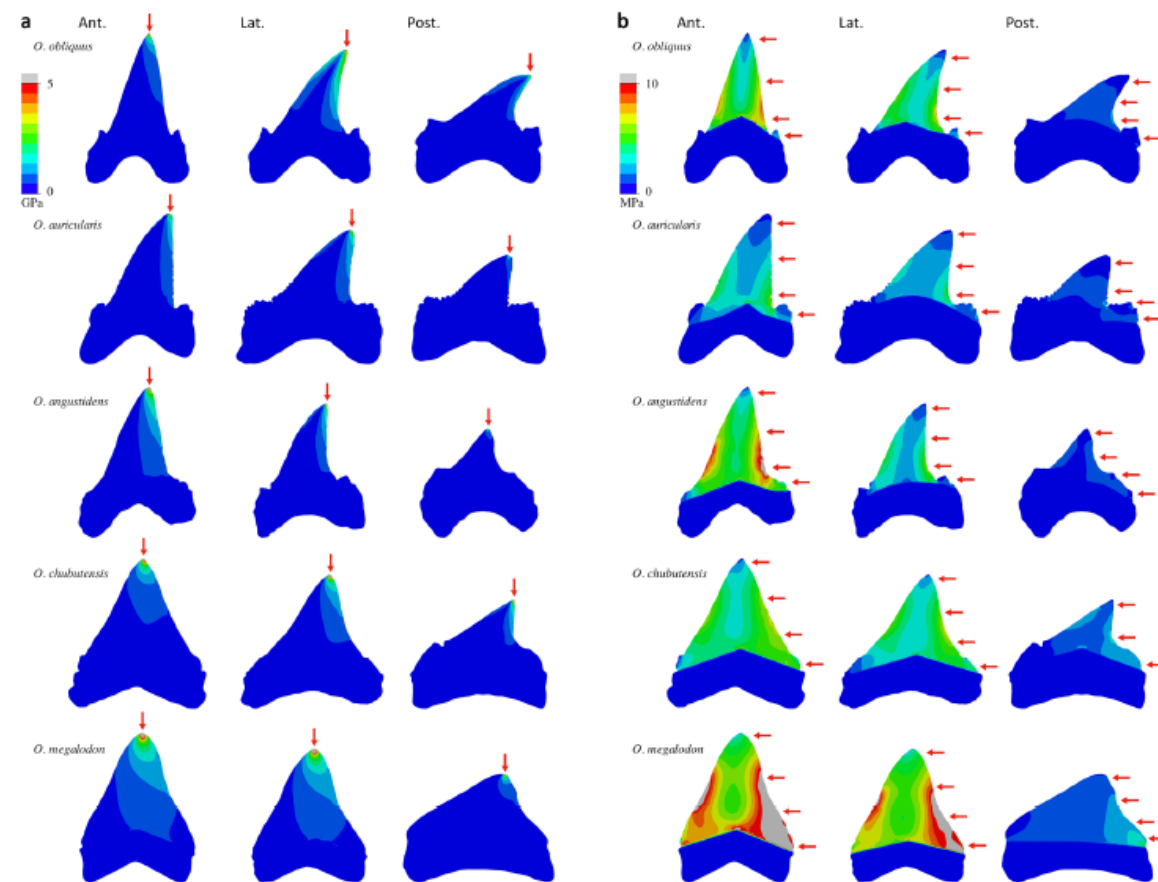 a Ant. Lat. Post.
O. obliquus
5
0
GPa
O. auricularis
O. angustidens
O. chubutensis
O. megalodon
b Ant. Lat. Post.
O. obliquus
10
0
MPa
O. auricularis
O. angustidens
O. chubutensis
O. megalodon